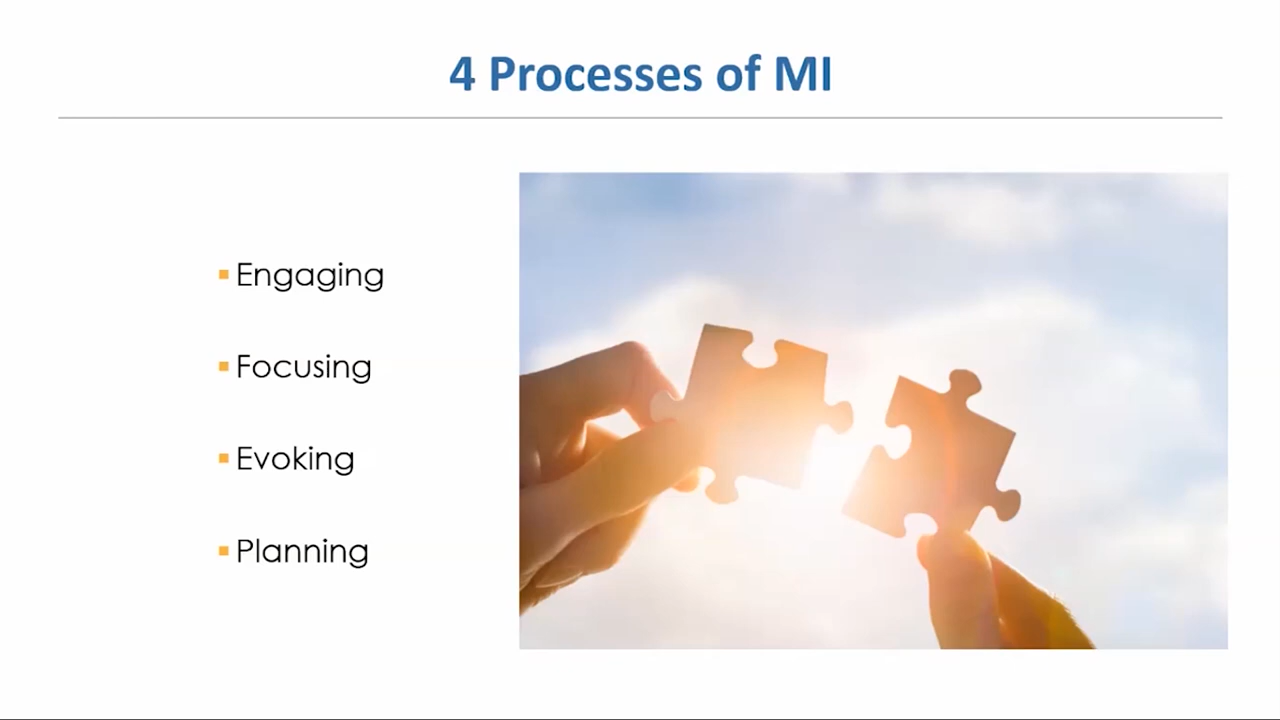 4 Processes of MI
Engaging
Focusing
Evoking
Planning